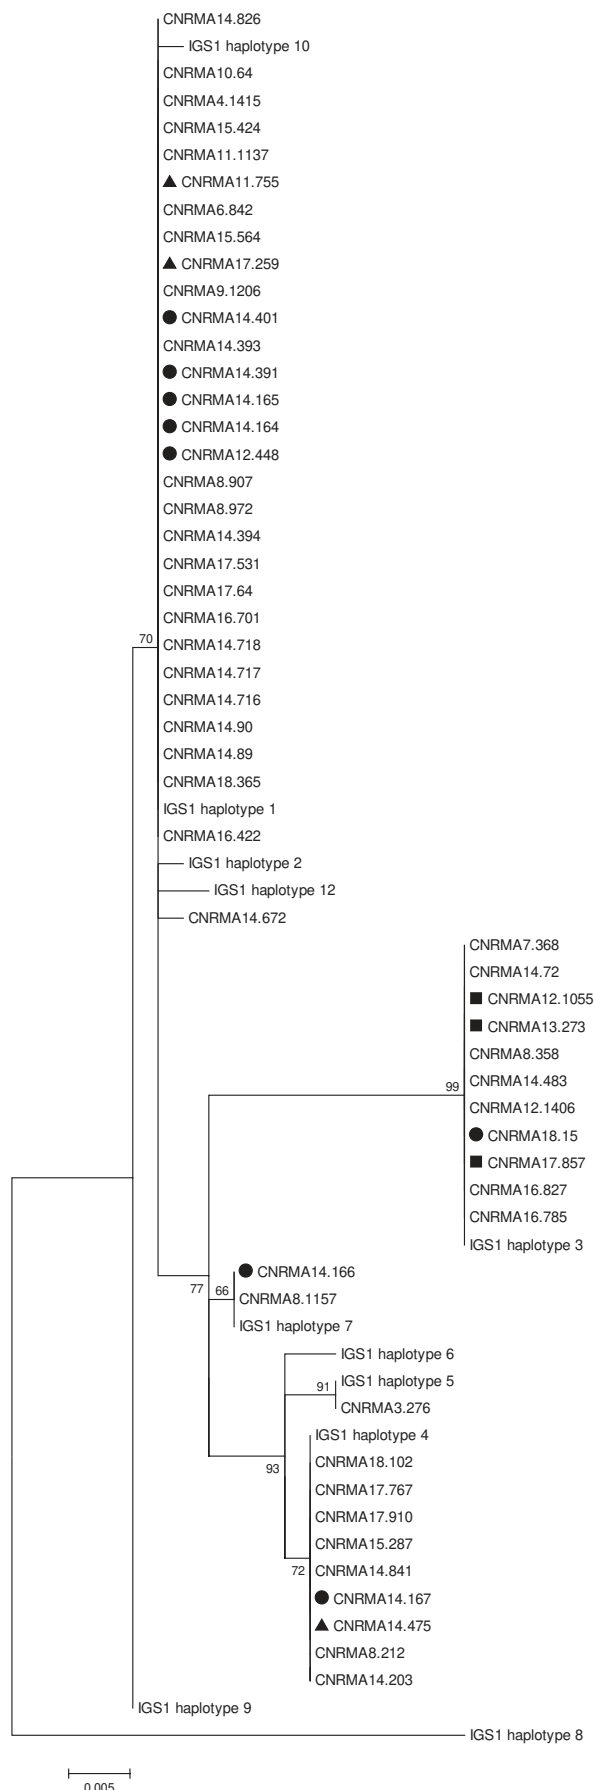 CNRMA14.826
IGS1 haplotype 10
CNRMA10.64
CNRMA4.1415
CNRMA15.424
CNRMA11.1137
CNRMA11.755
CNRMA6.842
CNRMA15.564
CNRMA17.259
CNRMA9.1206
CNRMA14.401
CNRMA14.393
CNRMA14.391
CNRMA14.165
CNRMA14.164
CNRMA12.448
CNRMA8.907
CNRMA8.972
CNRMA14.394
CNRMA17.531
CNRMA17.64
CNRMA16.701
70
CNRMA14.718
CNRMA14.717
CNRMA14.716
CNRMA14.90
CNRMA14.89
CNRMA18.365
IGS1 haplotype 1
CNRMA16.422
IGS1 haplotype 2
IGS1 haplotype 12
CNRMA14.672
CNRMA7.368
CNRMA14.72
CNRMA12.1055
CNRMA13.273
CNRMA8.358
CNRMA14.483
99
CNRMA12.1406
CNRMA18.15
CNRMA17.857
CNRMA16.827
CNRMA16.785
IGS1 haplotype 3
CNRMA14.166
77
66
CNRMA8.1157
IGS1 haplotype 7
IGS1 haplotype 6
91
IGS1 haplotype 5
CNRMA3.276
IGS1 haplotype 4
93
CNRMA18.102
CNRMA17.767
CNRMA17.910
CNRMA15.287
72
CNRMA14.841
CNRMA14.167
CNRMA14.475
CNRMA8.212
CNRMA14.203
IGS1 haplotype 9
IGS1 haplotype 8
0.005